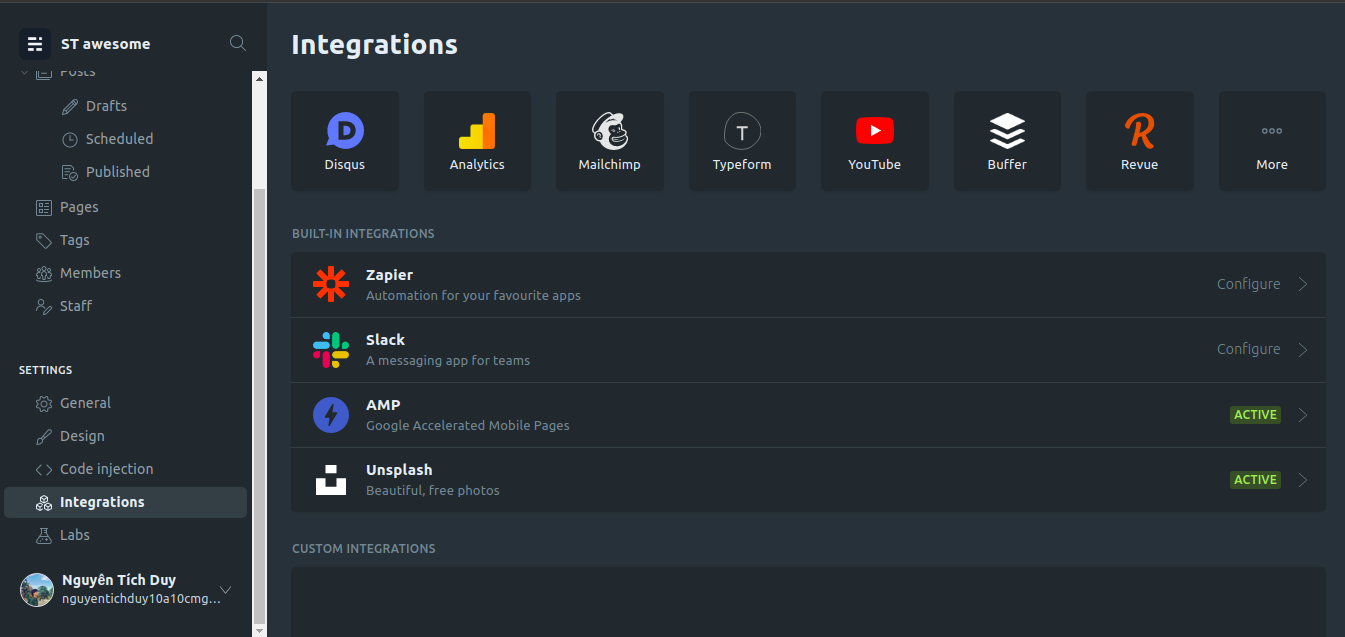 ST awesome
Posts
Drafts
Scheduled
Published
Pages
Tags
Members
Staff
SETTINGS
General
Design
Code injection
Integrations
Labs
Nguyên Tích Duy
nguyentichduy10a10cmg...
Integrations
Disqus
Analytics
Mailchimp
T
Typeform
YouTube
Buffer
Revue
More
BUILT-IN INTEGRATIONS
Zapier
Automation for your favourite apps
Configure
Slack
A messaging app for teams
Configure
AMP
Google Accelerated Mobile Pages
ACTIVE
Unsplash
Beautiful, free photos
ACTIVE
CUSTOM INTEGRATIONS